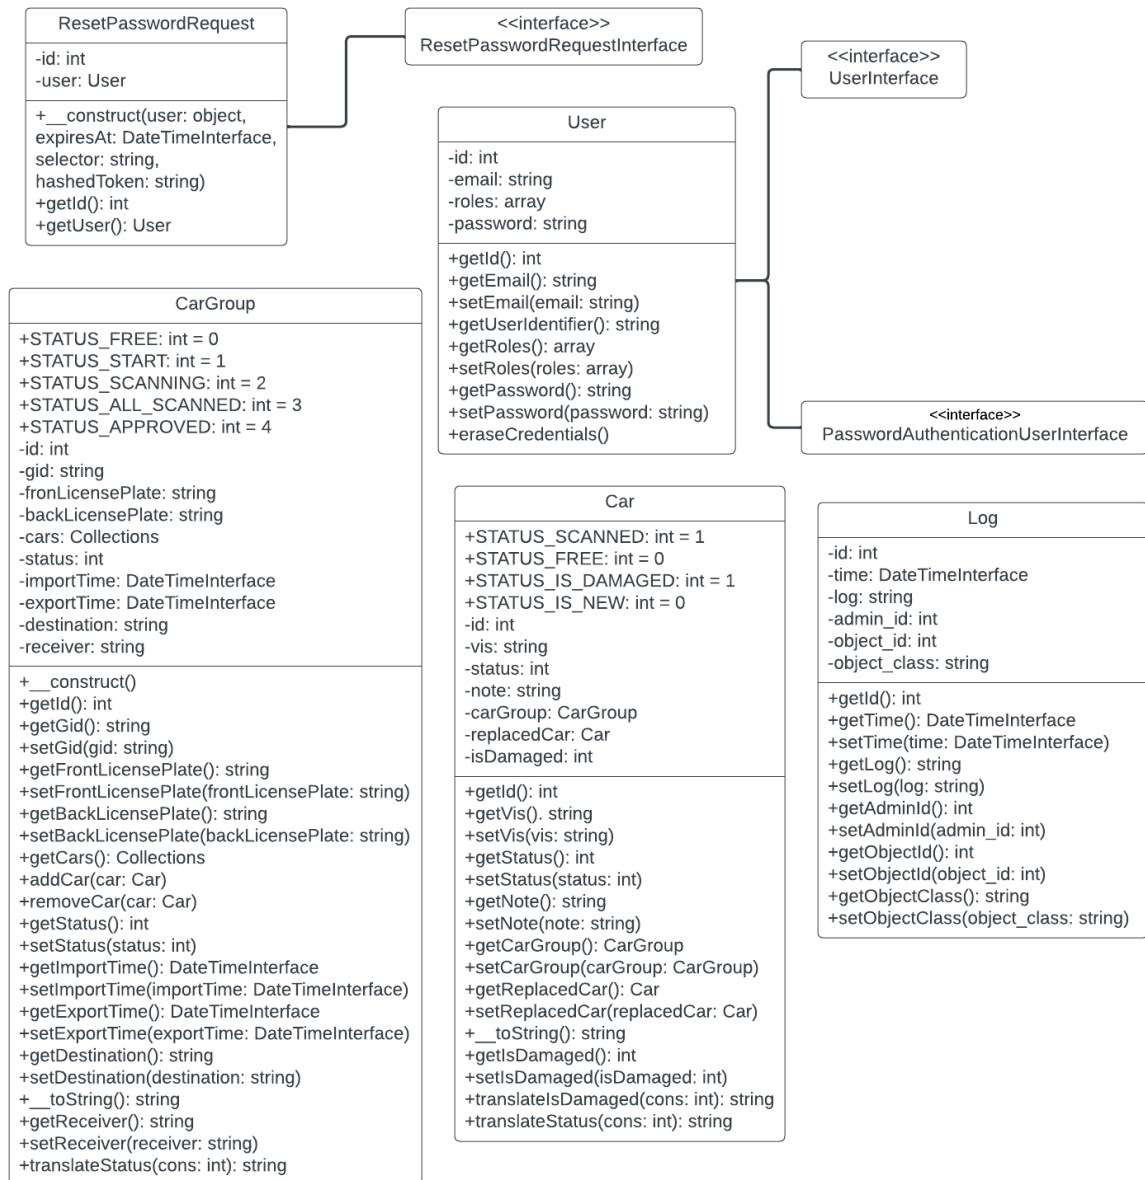 ResetPasswordRequest
-id: int
-user: User
+__construct(user: object,
expiresAt: DateTimeInterface,
selector: string,
hashedToken: string)
+getId(): int
+getUser(): User
<<interface>>
ResetPasswordRequestInterface
<<interface>>
UserInterface
User
-id: int
-email: string
-roles: array
-password: string
+getId(): int
+getEmail(): string
+setEmail(email: string)
+getUserIdentifier(): string
+getRoles(): array
+setRoles(roles: array)
+getPassword(): string
+setPassword(password: string)
+eraseCredentials()
<<interface>>
PasswordAuthenticationUserInterface
CarGroup
+STATUS_FREE: int = 0
+STATUS_START: int = 1
+STATUS_SCANNING: int = 2
+STATUS_ALL_SCANNED: int = 3
+STATUS_APPROVED: int = 4
-id: int
-gid: string
-fronLicensePlate: string
-backLicensePlate: string
-cars: Collections
-status: int
-importTime: DateTimeInterface
-exportTime: DateTimeInterface
-destination: string
-receiver: string
+__construct()
+getId(): int
+getGid(): string
+setGid(gid: string)
+getFrontLicensePlate(): string
+setFrontLicensePlate(frontLicensePlate: string)
+getBackLicensePlate(): string
+setBackLicensePlate(backLicensePlate: string)
+getCars(): Collections
+addCar(car: Car)
+removeCar(car: Car)
+getStatus(): int
+setStatus(status: int)
+getImportTime(): DateTimeInterface
+setImportTime(importTime: DateTimeInterface)
+getExportTime(): DateTimeInterface
+setExportTime(exportTime: DateTimeInterface)
+getDestination(): string
+setDestination(destination: string)
+__toString(): string
+getReceiver(): string
+setReceiver(receiver: string)
+translateStatus(cons: int): string
Car
+STATUS_SCANNED: int = 1
+STATUS_FREE: int = 0
+STATUS_IS_DAMAGED: int = 1
+STATUS_IS_NEW: int = 0
-id: int
-vis: string
-status: int
-note: string
-carGroup: CarGroup
-replacedCar: Car
-isDamaged: int
+getId(): int
+getVis(). string
+setVis(vis: string)
+getStatus(): int
+setStatus(status: int)
+getNote(): string
+setNote(note: string)
+getCarGroup(): CarGroup
+setCarGroup(carGroup: CarGroup)
+getReplacedCar(): Car
+setReplacedCar(replacedCar: Car)
+__toString(): string
+getIsDamaged(): int
+setIsDamaged(isDamaged: int)
+translateIsDamaged(cons: int): string
+translateStatus(cons: int): string
Log
-id: int
-time: DateTimeInterface
-log: string
-admin_id: int
-object_id: int
-object_class: string
+getId(): int
+getTime(): DateTimeInterface
+setTime(time: DateTimeInterface)
+getLog(): string
+setLog(log: string)
+getAdminId(): int
+setAdminId(admin_id: int)
+getObjectId(): int
+setObjectId(object_id: int)
+getObjectClass(): string
+setObjectClass(object_class: string)